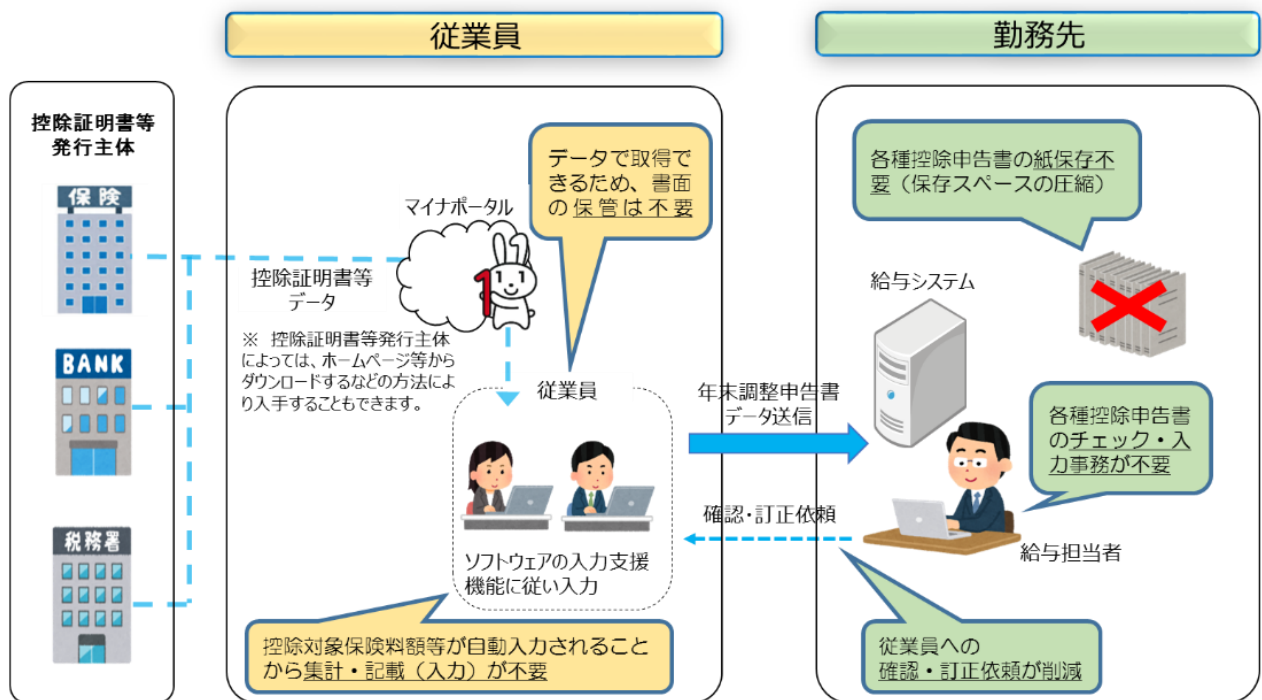 従業員
勤務先
控除証明書等
発行主体
保険
BANK
税務署
マイナポータル
1
控除証明書等
データ
※ 控除証明書等発行主体
によっては、ホームページ等から
ダウンロードするなどの方法によ
り入手することもできます。
データで取得で
きるため、書面
の保管は不要
従業員
ソフトウェアの入力支援
機能に従い入力
控除対象保険料額等が自動入力されること
から集計・記載（入力）が不要
年末調整申告書
データ送信
確認・訂正依頼
各種控除申告書の紙保存不
要（保存スペースの圧縮）
給与システム
各種控除申告書
のチェック・入
力事務が不要
給与担当者
従業員への
確認・訂正依頼が削減